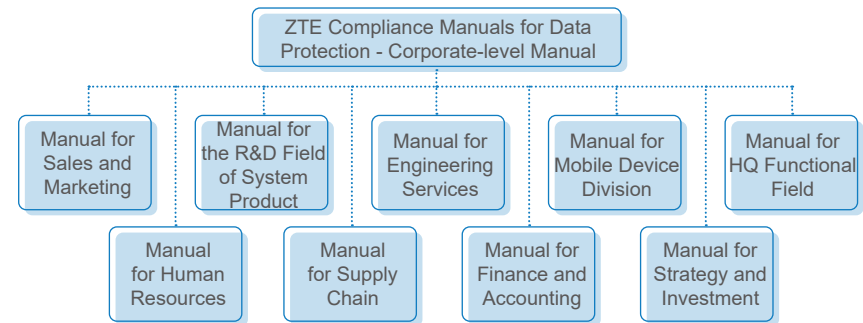 ZTE Compliance Manuals for Data
Protection - Corporate-level Manual
Manual for
Sales and
Marketing
Manual for
the R&D Field
of System
Product
Manual for
Engineering
Services
Manual for
Mobile Device
Division
Manual for
HQ Functional
Field
Manual
for Human
Resources
Manual
for Supply
Chain
Manual for
Finance and
Accounting
Manual for
Strategy and
Investment